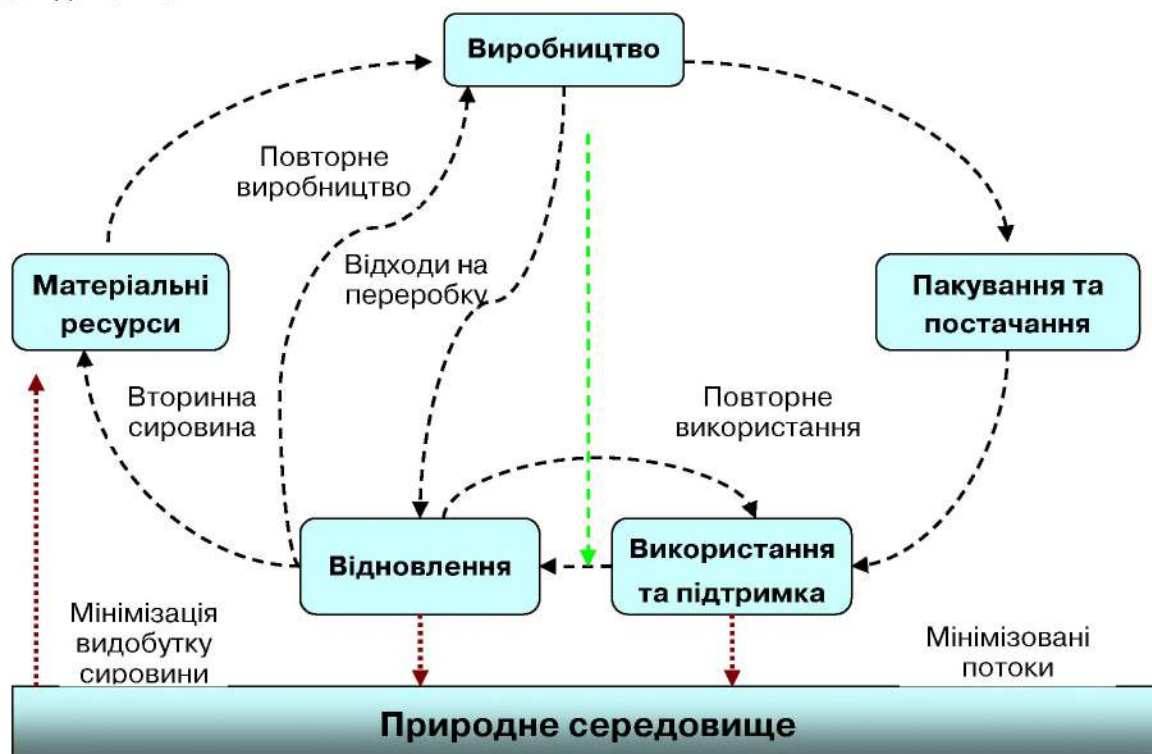 Виробництво
Повторне
виробництво
Відходи на
переробку
Матеріальні
ресурси
Пакування та
постачання
Вторинна
сировина
Повторне
використання
Відновлення
Використання
та підтримка
Мінімізація
видобутку
сировини
Мінімізовані
потоки
Природне середовище